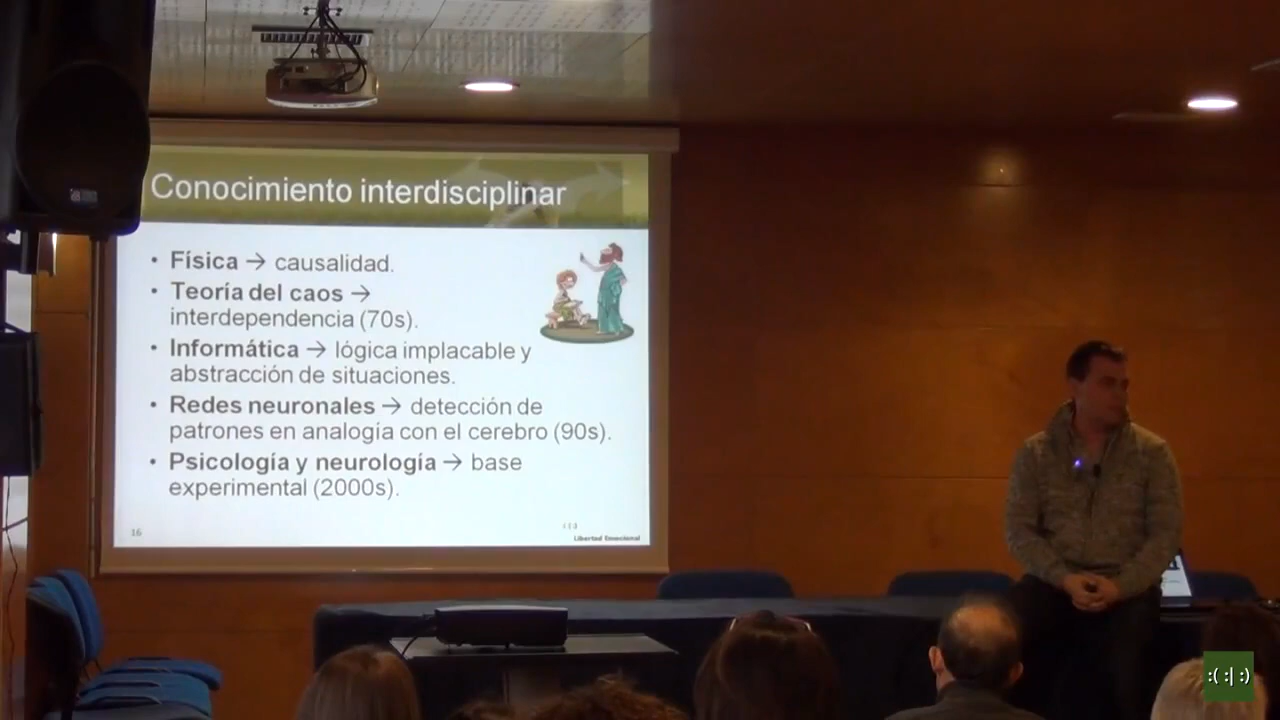 Conocimiento interdisciplinar
• Física → causalidad.
• Teoría del caos →
interdependencia (70s).
• Informática → lógica implacable y
abstracción de situaciones.
• Redes neuronales → detección de
patrones en analogía con el cerebro (90s).
• Psicología y neurología → base
experimental (2000s).
16
Libertad Emocional
:( :| :)